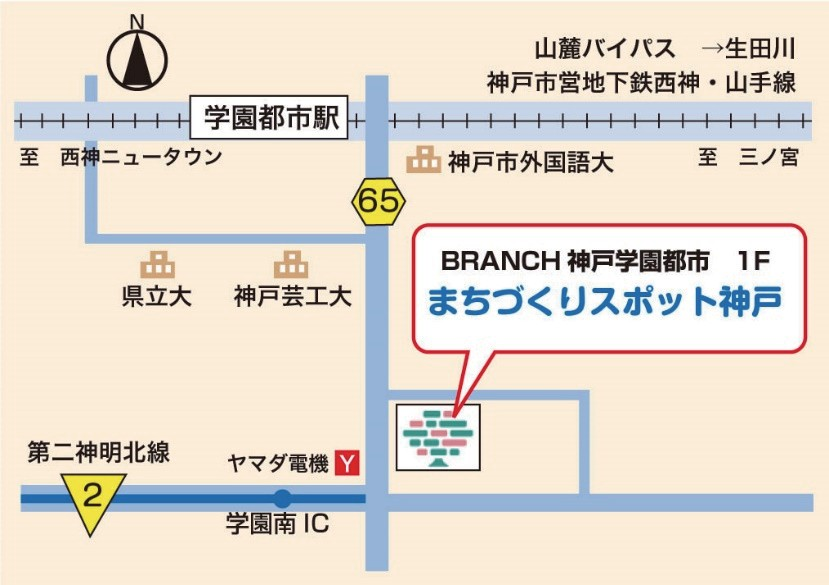 N
山麓バイパス →生田川
神戸市営地下鉄西神・山手線
学園都市駅
至 西神ニュータウン
神戸市外国語大
至 三ノ宮
65
県立大
神戸芸工大
BRANCH 神戸学園都市 1F
まちづくりスポット神戸
第二神明北線
2
ヤマダ電機 Y
学園南IC